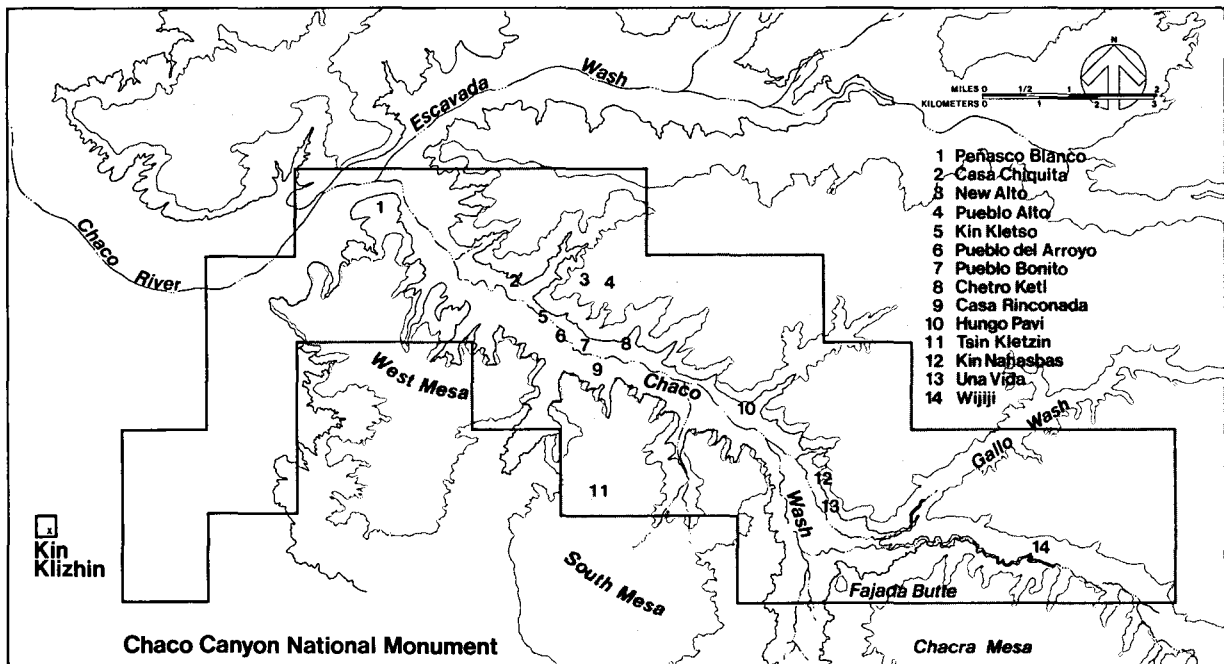 Escavada Wash
N
MILES 0 1/2 1 2
KILOMETERS 0 1 2 3
1 Peñasco Blanco
2 Casa Chiquita
3 New Alto
4 Pueblo Alto
5 Kin Kletso
6 Pueblo del Arroyo
7 Pueblo Bonito
8 Chetro Ketl
9 Casa Rinconada
10 Hungo Pavi
11 Tsin Kletzin
12 Kin Nahasbas
13 Una Vida
14 Wijiji
1
Chaco River
2
3
4
5
6
7
8
9
West Mesa
Chaco Wash
10
Gallo Wash
11
12
13
14
x
Kin
Klizhin
South Mesa
Fajada Butte
Chaco Canyon National Monument
Chacra Mesa